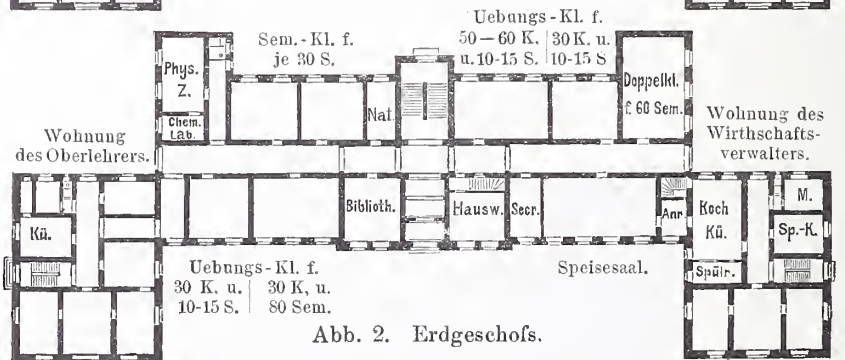 Sem.-Kl. f.
je 30 S.
Uebungs-Kl. f.
50–60 K. 30 K. u.
u. 10-15 S. 10-15 S
Phys.
Z.
Chem.
Lab.
Nat.
Doppelkl.
f. 60 Sem.
Wohnung
des Oberlehrers.
Wohnung des
Wirthschafts-
verwalters.
Kü.
Biblioth.
Hausw.
Secr.
Anr.
Koch
Kü.
M.
Sp.-K.
Spülr.
Uebungs-Kl. f.
30 K. u. 30 K, u.
10-15 S. 80 Sem.
Speisesaal.
Abb. 2. Erdgeschoſs.